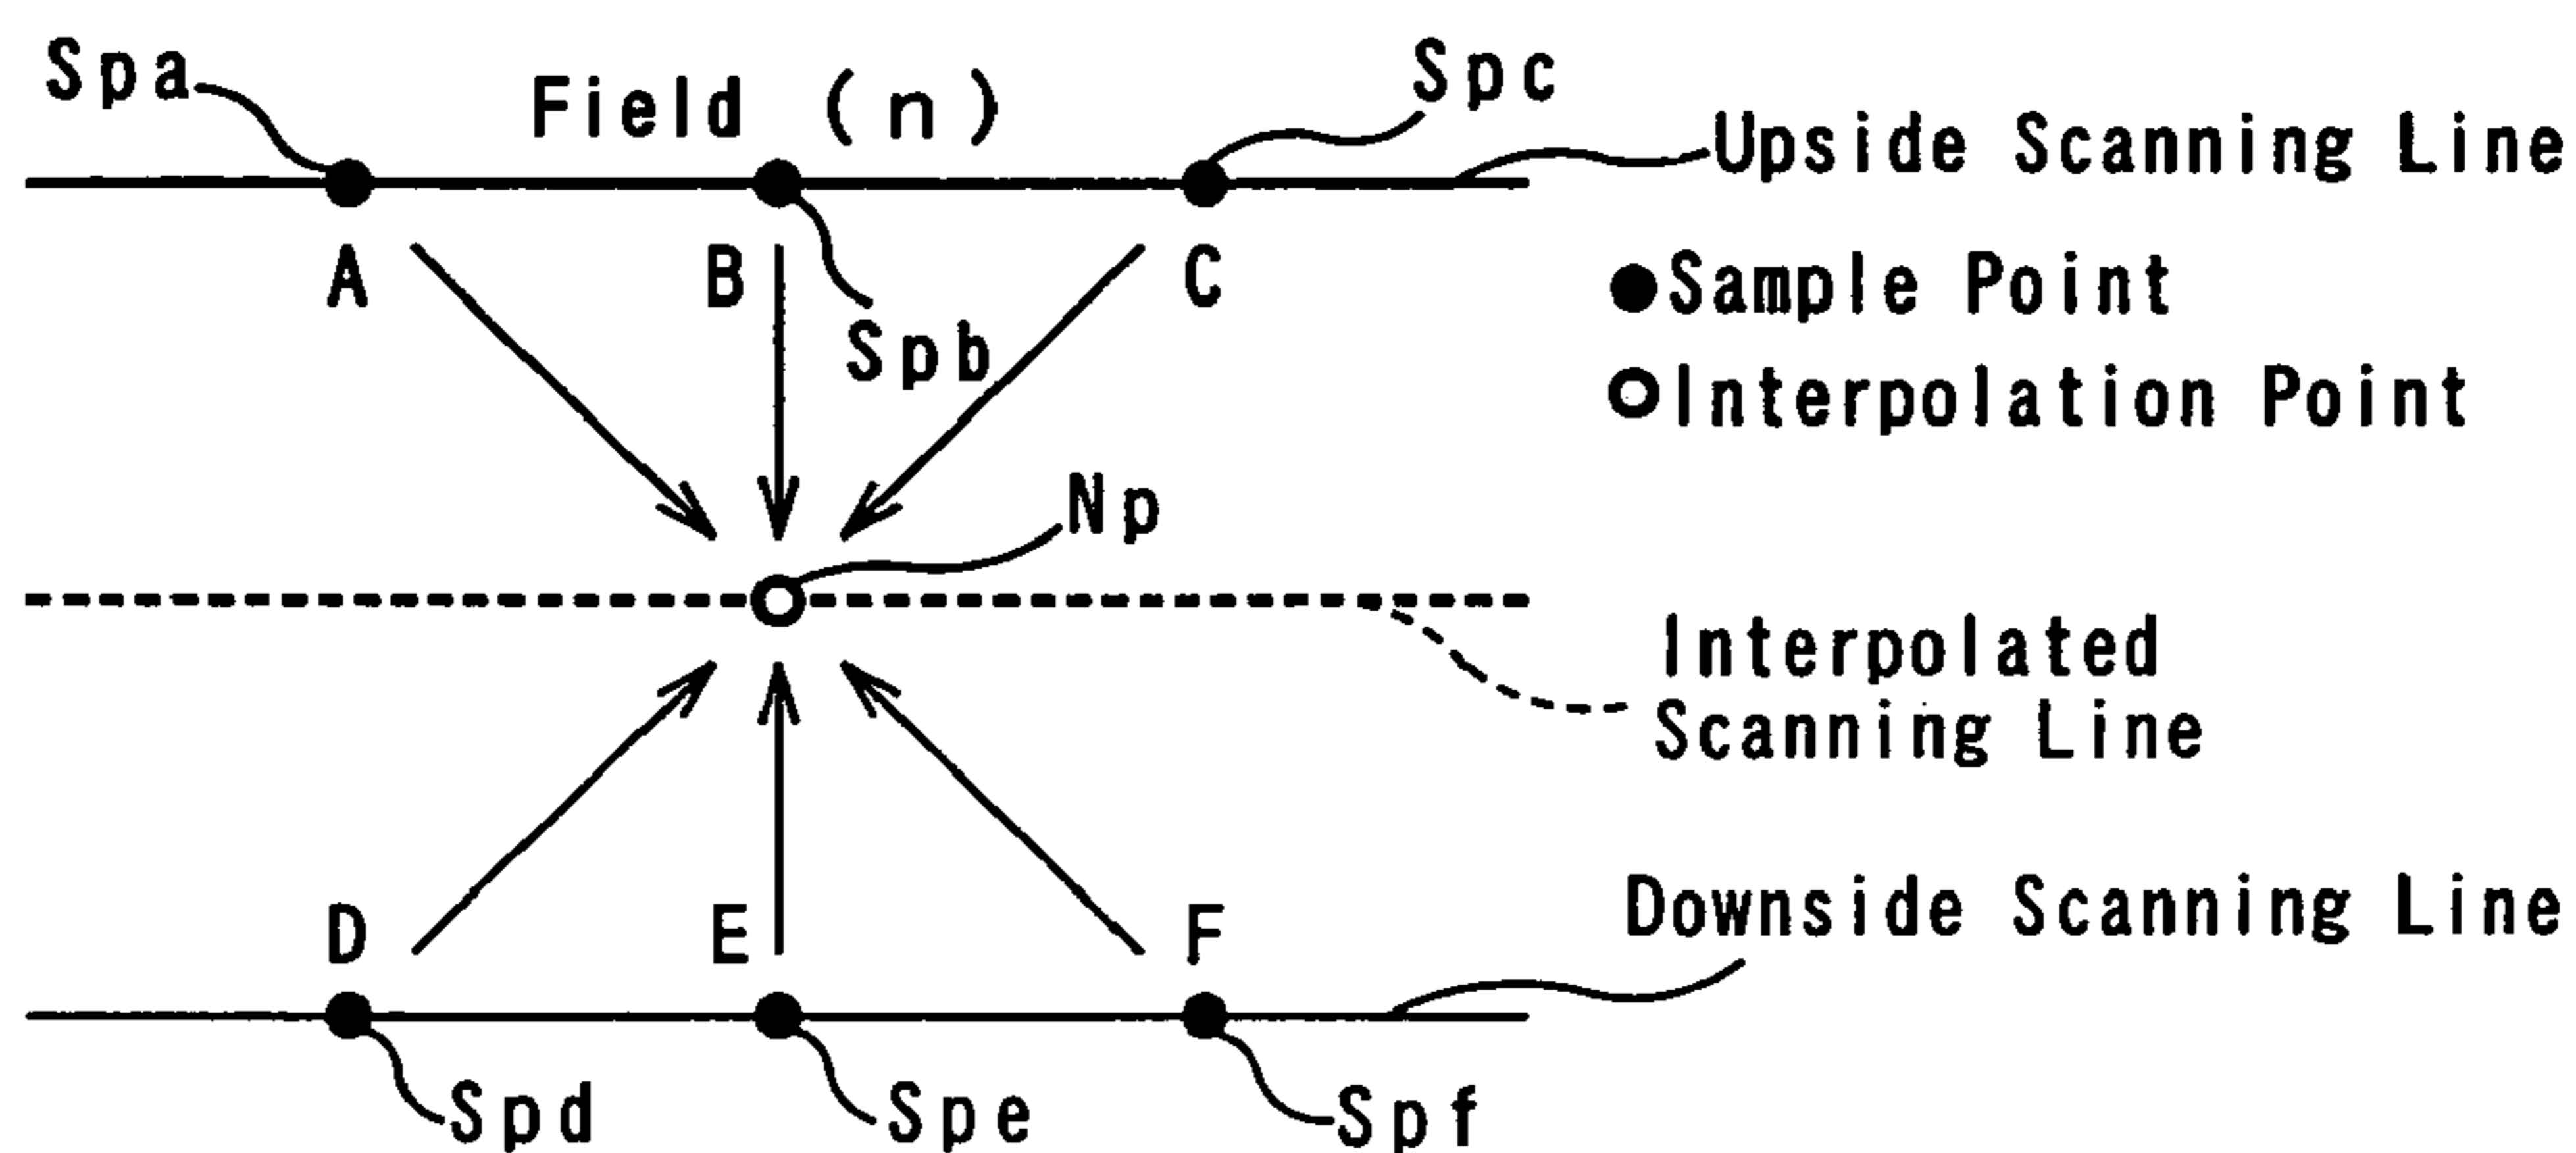 Spa
Field (n)
Spc
Upside Scanning Line
A
B
C
Spb
●Sample Point
○Interpolation Point
Np
Interpolated
Scanning Line
D
E
F
Downside Scanning Line
Spd
Spe
Spf